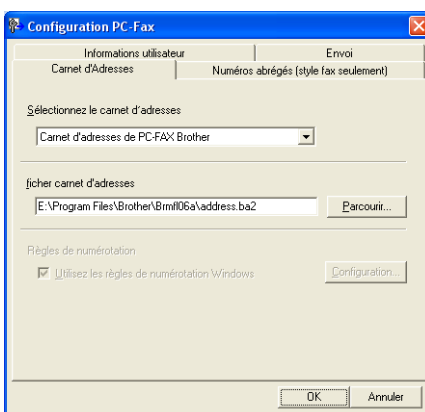 Configuration PC-Fax
Informations utilisateur
Envoi
Carnet d'Adresses
Numéros abrégés (style fax seulement)
Sélectionnez le carnet d'adresses
Carnet d'adresses de PC-FAX Brother
ficher carnet d'adresses
E:\Program Files\Brother\Brmfl06a\address.ba2
Parcourir...
Règles de numérotation
Utilisez les règles de numérotation Windows
Configuration...
OK
Annuler